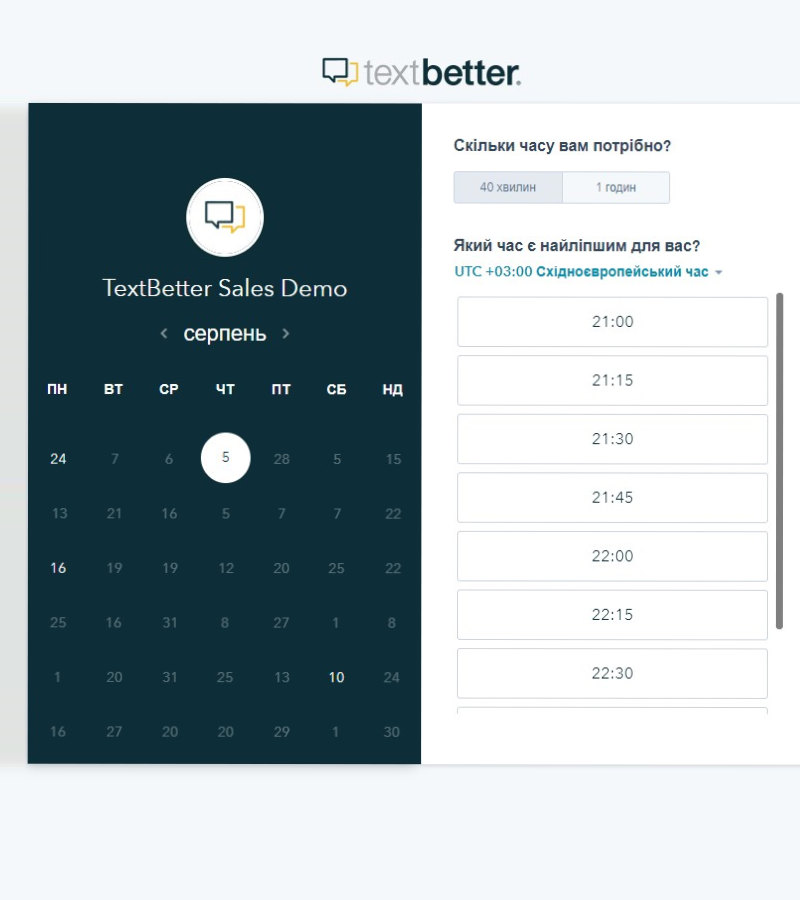 textbetter.
TextBetter Sales Demo
серпень
ПН ВТ СР ЧТ ПТ СБ НД
24 7 6 5 28 5 15
13 21 16 5 7 7 22
16 19 19 12 20 25 22
25 16 31 8 27 1 8
1 20 31 25 13 10 24
16 27 20 20 29 1 30
Скільки часу вам потрібно?
40 хвилин 1 годин
Який час є найліпшим для вас?
UTC +03:00 Східноєвропейський час
21:00
21:15
21:30
21:45
22:00
22:15
22:30